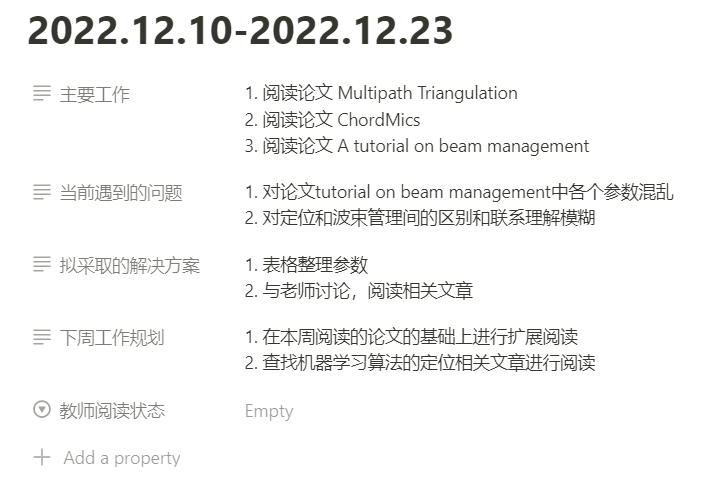 2022.12.10-2022.12.23
主要工作
1. 阅读论文 Multipath Triangulation
2. 阅读论文 ChordMics
3. 阅读论文 A tutorial on beam management
当前遇到的问题
1. 对论文tutorial on beam management中各个参数混乱
2. 对定位和波束管理间的区别和联系理解模糊
拟采取的解决方案
1. 表格整理参数
2. 与老师讨论，阅读相关文章
下周工作规划
1. 在本周阅读的论文的基础上进行扩展阅读
2. 查找机器学习算法的定位相关文章进行阅读
教师阅读状态
Empty
Add a property